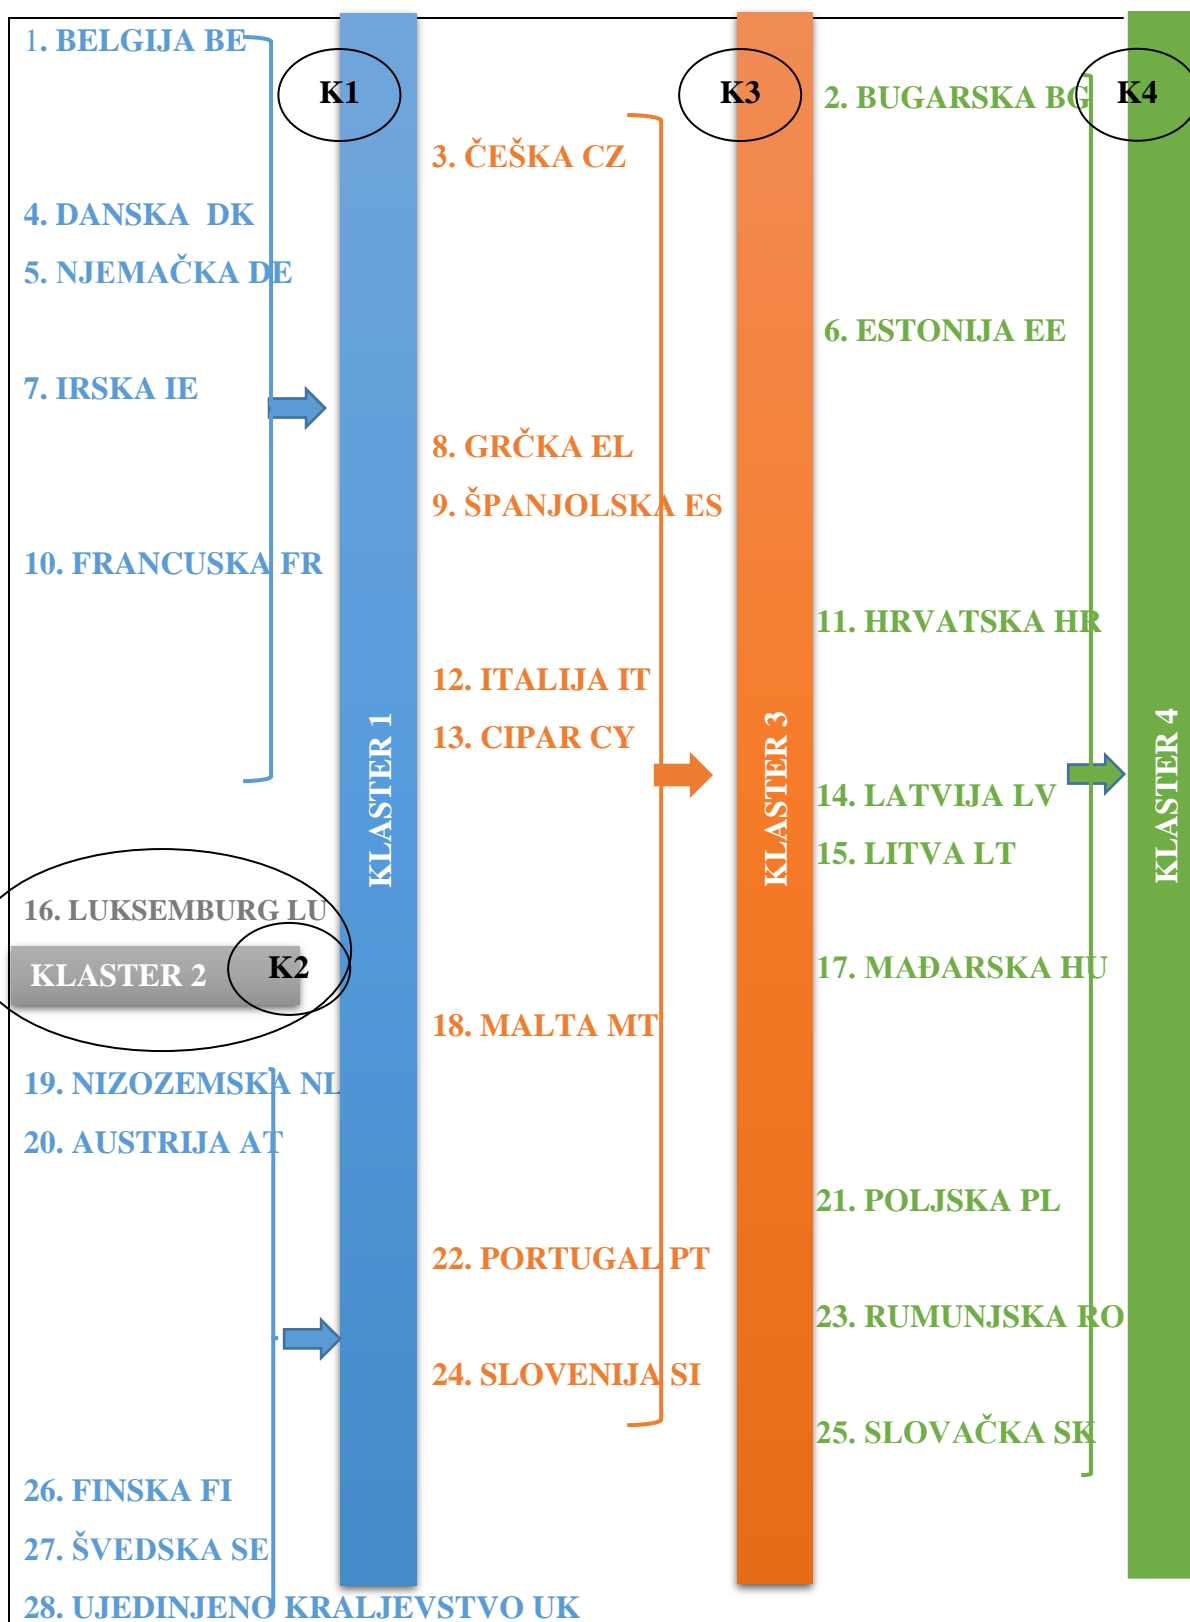 1. BELGIJA BE
K1
K3
2. BUGARSKA BG
K4
3. ČEŠKA CZ
4. DANSKA DK
5. NJEMAČKA DE
6. ESTONIJA EE
7. IRSKA IE
8. GRČKA EL
9. ŠPANJOLSKA ES
10. FRANCUSKA FR
11. HRVATSKA HR
12. ITALIJA IT
13. CIPAR CY
KLASTER 1
KLASTER 3
KLASTER 4
14. LATVIJA LV
15. LITVA LT
16. LUKSEMBURG LU
KLASTER 2
K2
17. MAĐARSKA HU
18. MALTA MT
19. NIZOZEMSKA NL
20. AUSTRIJA AT
21. POLJSKA PL
22. PORTUGAL PT
23. RUMUNJSKA RO
24. SLOVENIJA SI
25. SLOVAČKA SK
26. FINSKA FI
27. ŠVEDSKA SE
28. UJEDINJENO KRALJEVSTVO UK